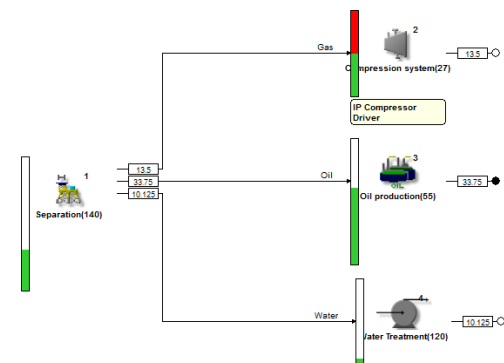 2
Gas
13.5
Compression system(27)
IP Compressor
Driver
1
3
13.5
Oil
OIL
33.75
33.75
10.125
Oil production(55)
Separation(140)
4
Water
10.125
Water Treatment(120)